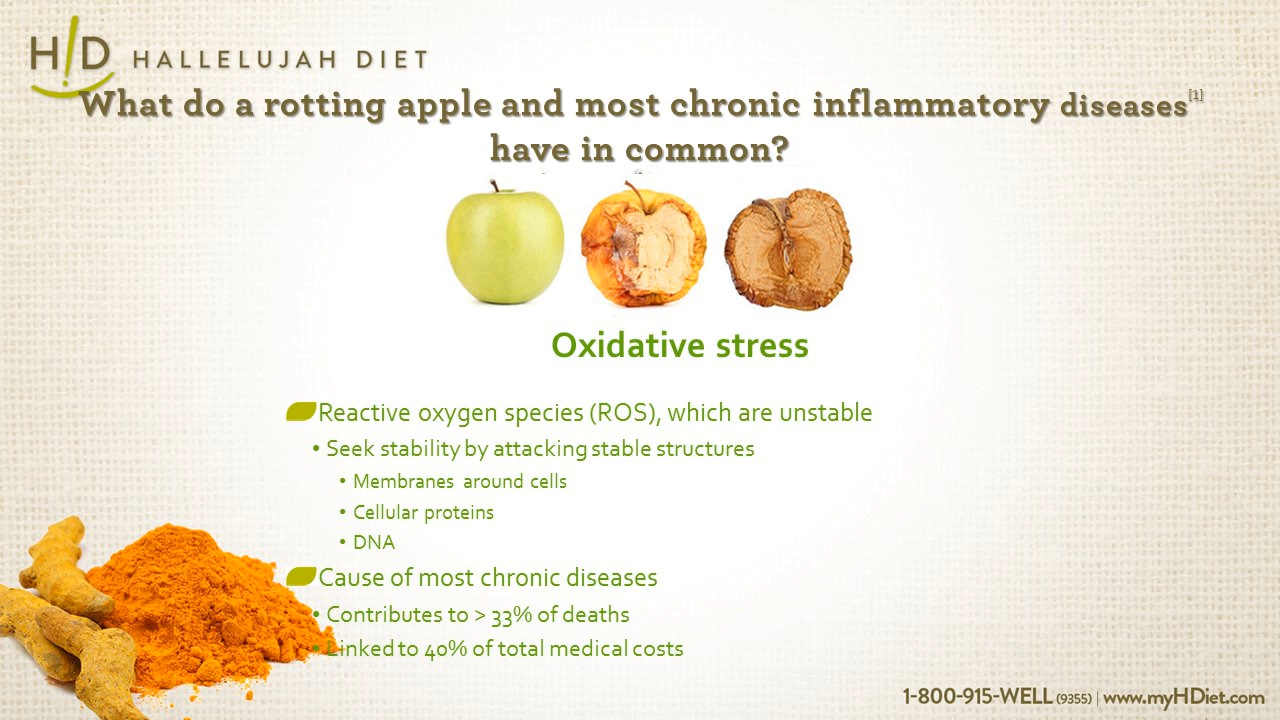 H!D HALLELUJAH DIET
What do a rotting apple and most chronic inflammatory diseases[1]
have in common?
Oxidative stress
Reactive oxygen species (ROS), which are unstable
• Seek stability by attacking stable structures
• Membranes around cells
• Cellular proteins
• DNA
Cause of most chronic diseases
• Contributes to > 33% of deaths
• Linked to 40% of total medical costs
1-800-915-WELL (9355) | www.myHDiet.com